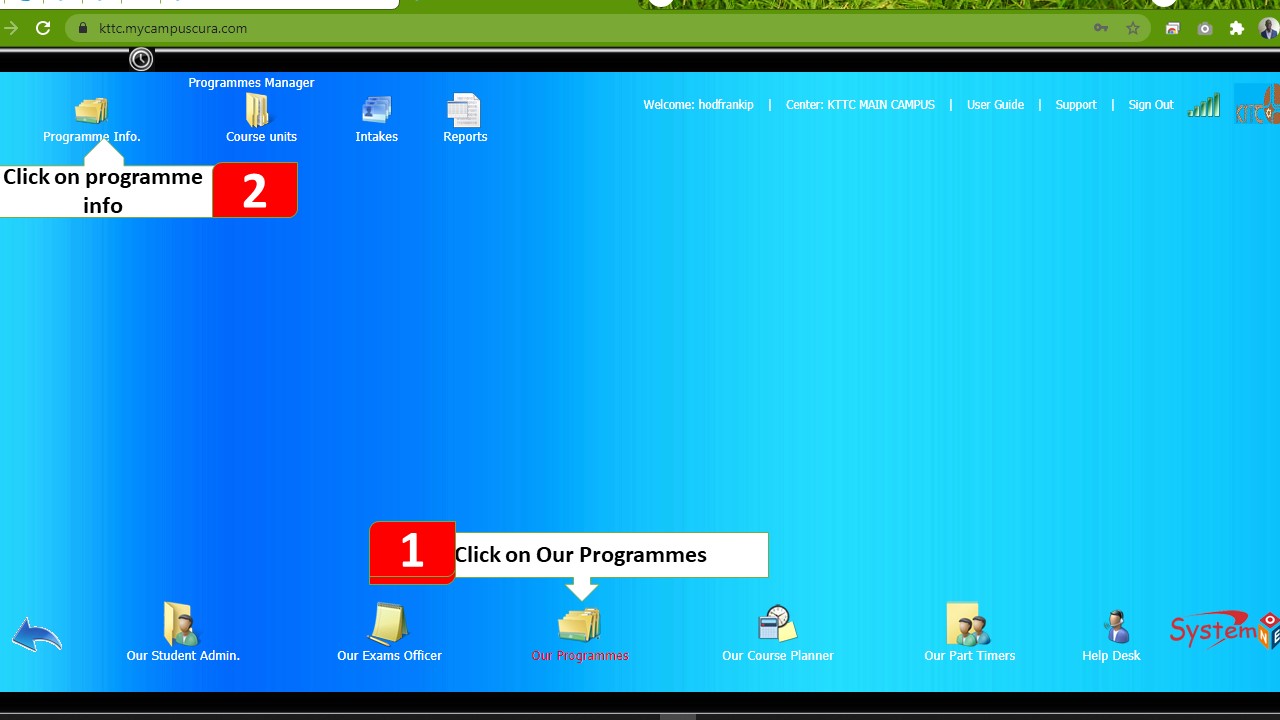 kttc.mycampuscura.com
Programmes Manager
Programme Info.
Course units
Intakes
Reports
Welcome: hodfrankip | Center: KTTC MAIN CAMPUS | User Guide | Support | Sign Out
Click on programme
info
2
1
Click on Our Programmes
Our Student Admin.
Our Exams Officer
Our Programmes
Our Course Planner
Our Part Timers
Help Desk
System